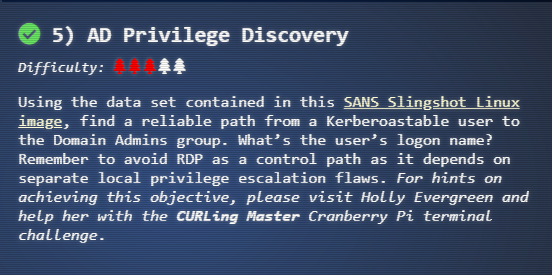 5) AD Privilege Discovery
Difficulty:
Using the data set contained in this SANS Slingshot Linux
image, find a reliable path from a Kerberoastable user to
the Domain Admins group. What’s the user’s logon name?
Remember to avoid RDP as a control path as it depends on
separate local privilege escalation flaws. For hints on
achieving this objective, please visit Holly Evergreen and
help her with the CURLing Master Cranberry Pi terminal
challenge.